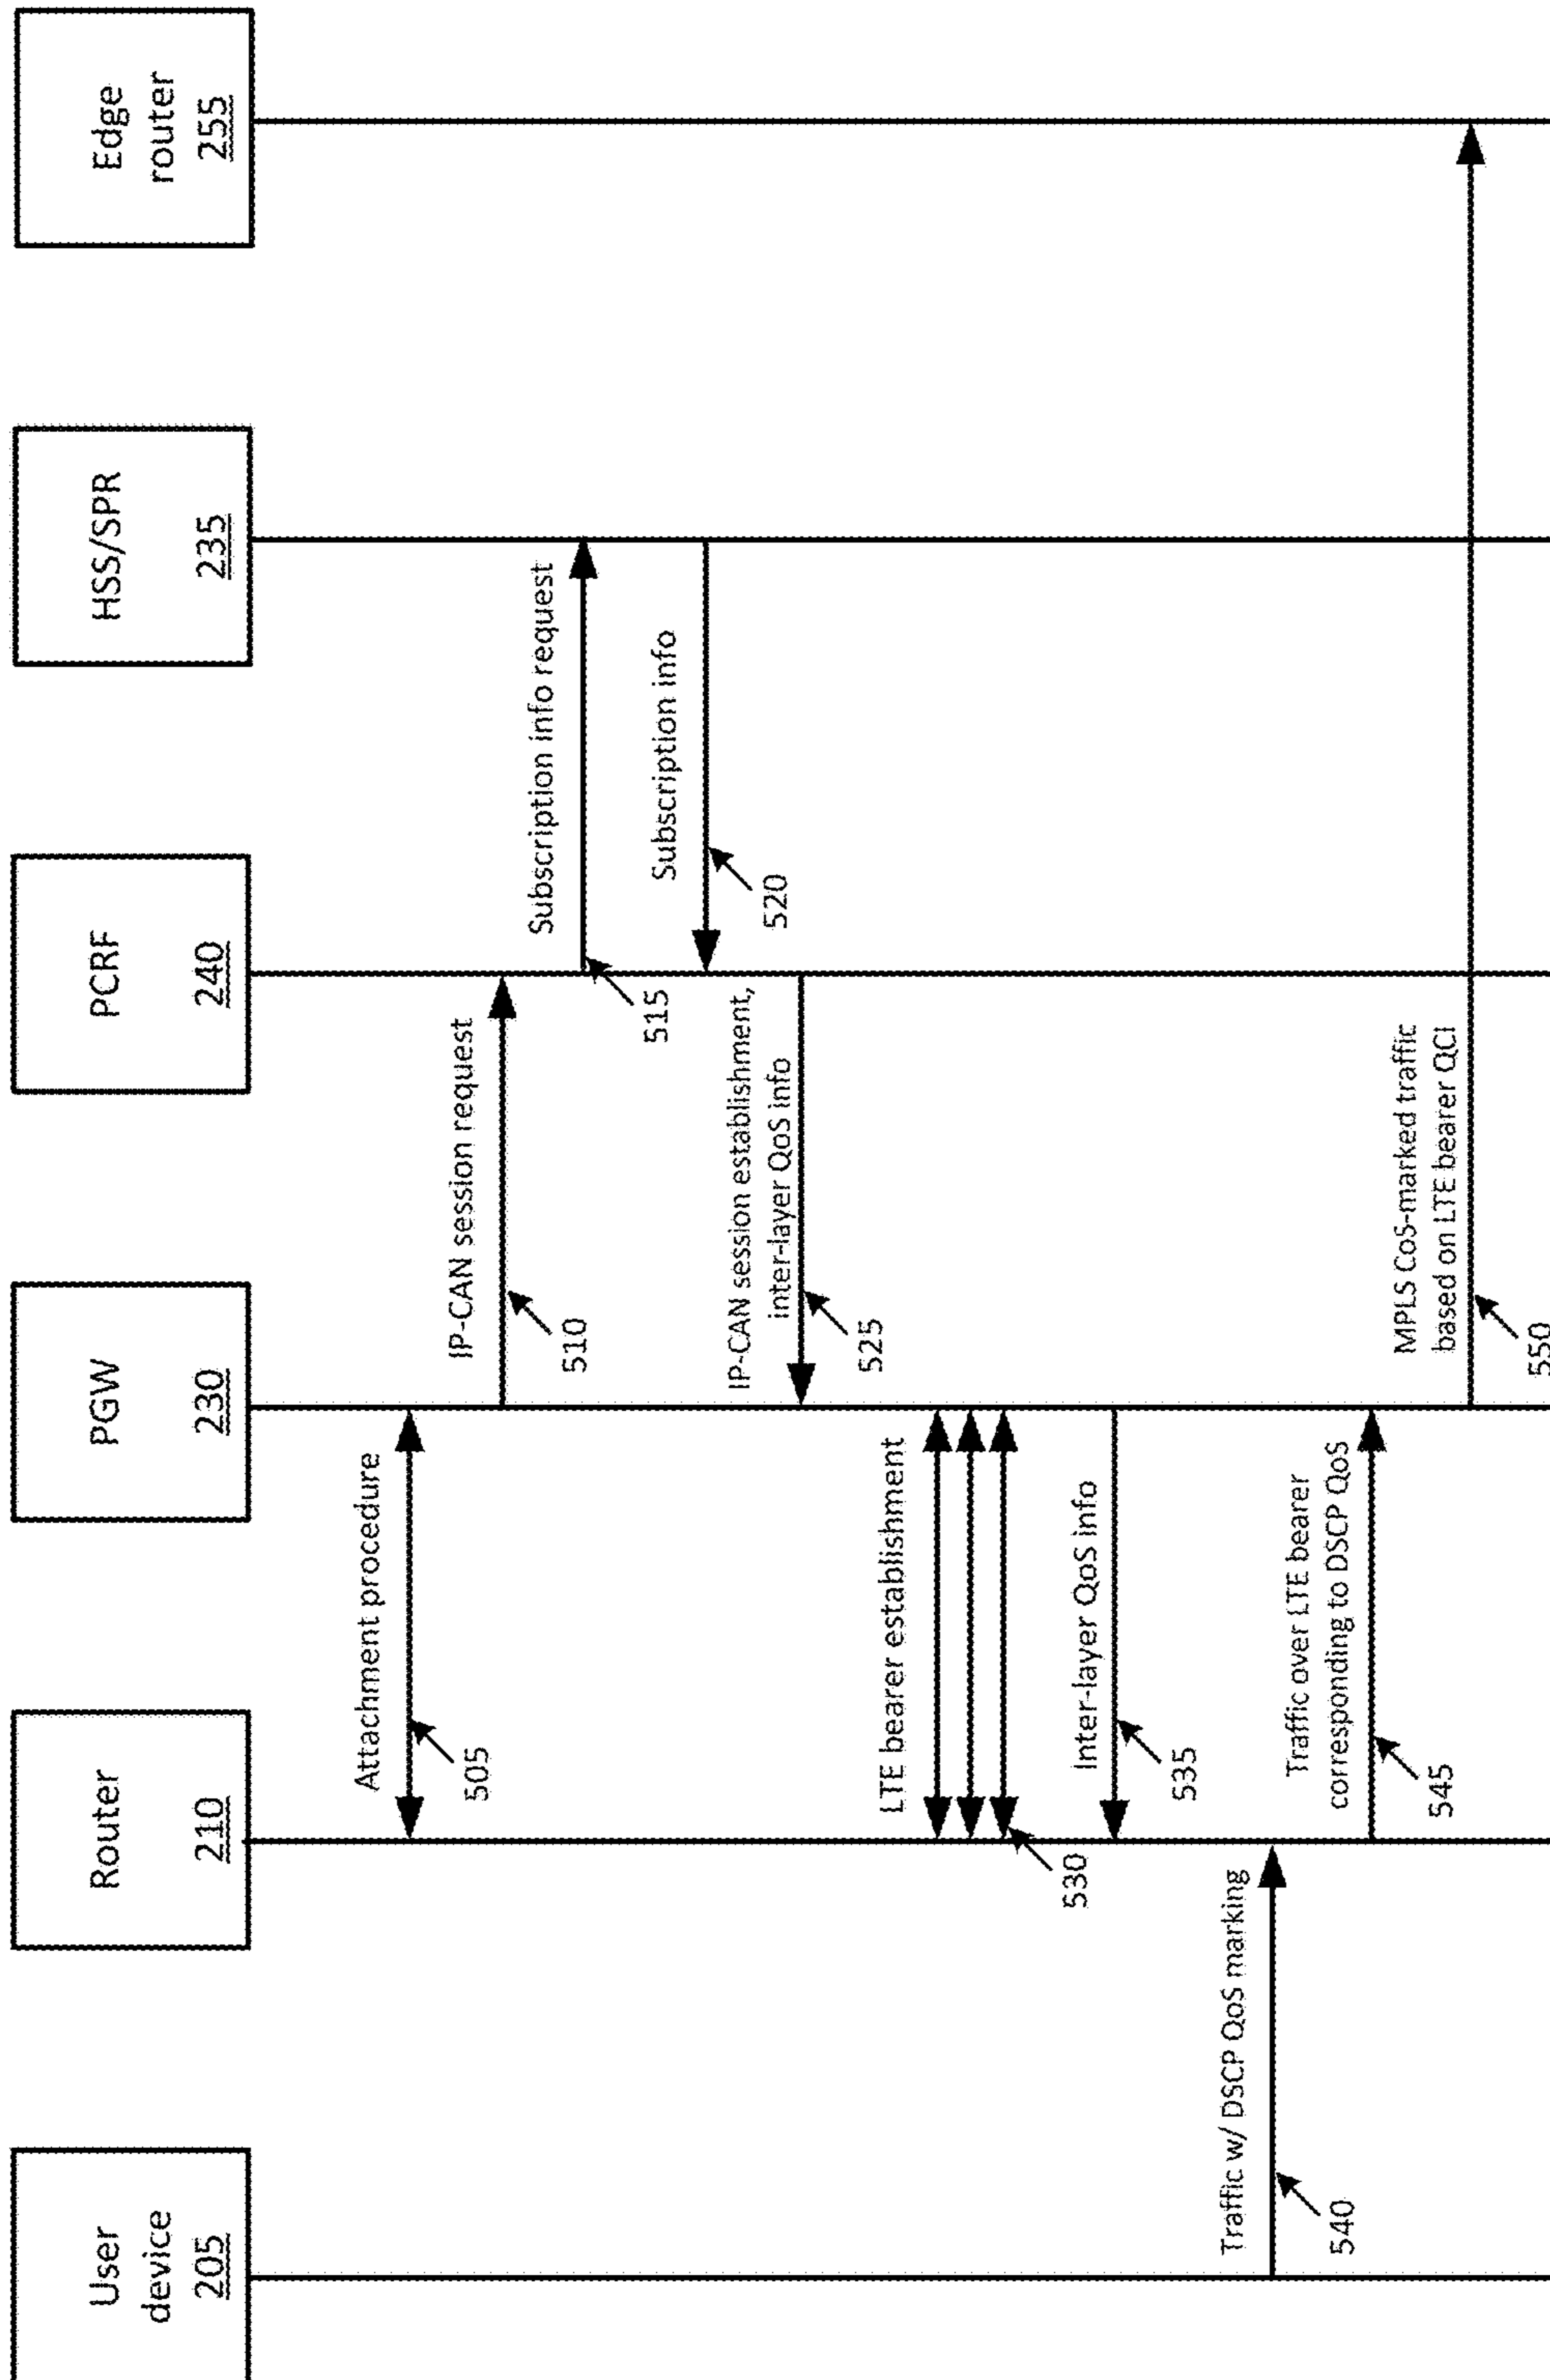 User
device
205
Router
210
PGW
230
PCRF
240
HSS/SPR
235
Edge
router
255
Attachment procedure
505
IP-CAN session request
510
Subscription info request
515
Subscription info
520
IP-CAN session establishment,
inter-layer QoS info
525
LTE bearer establishment
530
Inter-layer QoS info
535
Traffic w/ DSCP QoS marking
540
Traffic over LTE bearer
corresponding to DSCP QoS
545
MPLS CoS-marked traffic
based on LTE bearer QCI
550